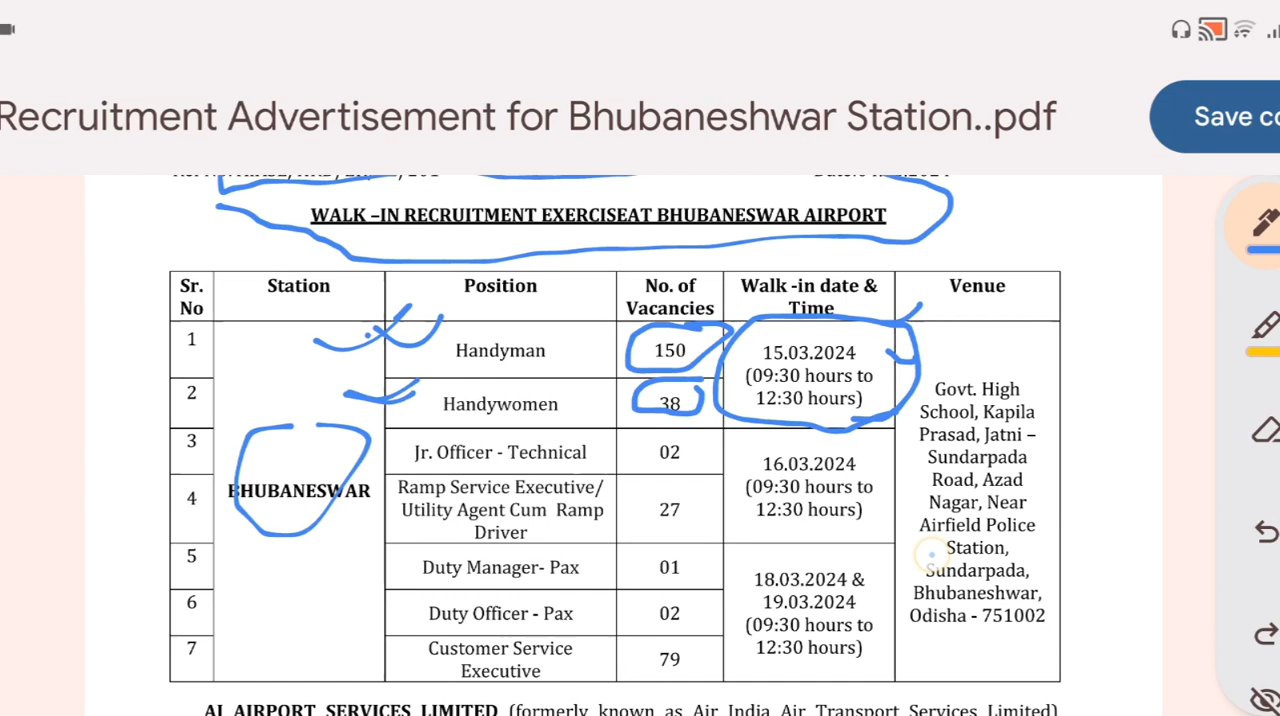 Recruitment Advertisement for Bhubaneshwar Station..pdf
Save co
WALK –IN RECRUITMENT EXERCISEAT BHUBANESWAR AIRPORT
Sr. No
Station
Position
No. of Vacancies
Walk -in date & Time
Venue
1
Handyman
150
15.03.2024
(09:30 hours to
12:30 hours)
2
Handywomen
38
3
Jr. Officer - Technical
02
16.03.2024
(09:30 hours to
12:30 hours)
BHUBANESWAR
4
Ramp Service Executive/
Utility Agent Cum Ramp
Driver
27
5
Duty Manager- Pax
01
18.03.2024 &
19.03.2024
(09:30 hours to
12:30 hours)
6
Duty Officer - Pax
02
7
Customer Service
Executive
79
Govt. High
School, Kapila
Prasad, Jatni –
Sundarpada
Road, Azad
Nagar, Near
Airfield Police
Station,
Sundarpada,
Bhubaneshwar,
Odisha - 751002
AI AIRPORT SERVICES LIMITED (formerly known as Air India Air Transport Services Limited)